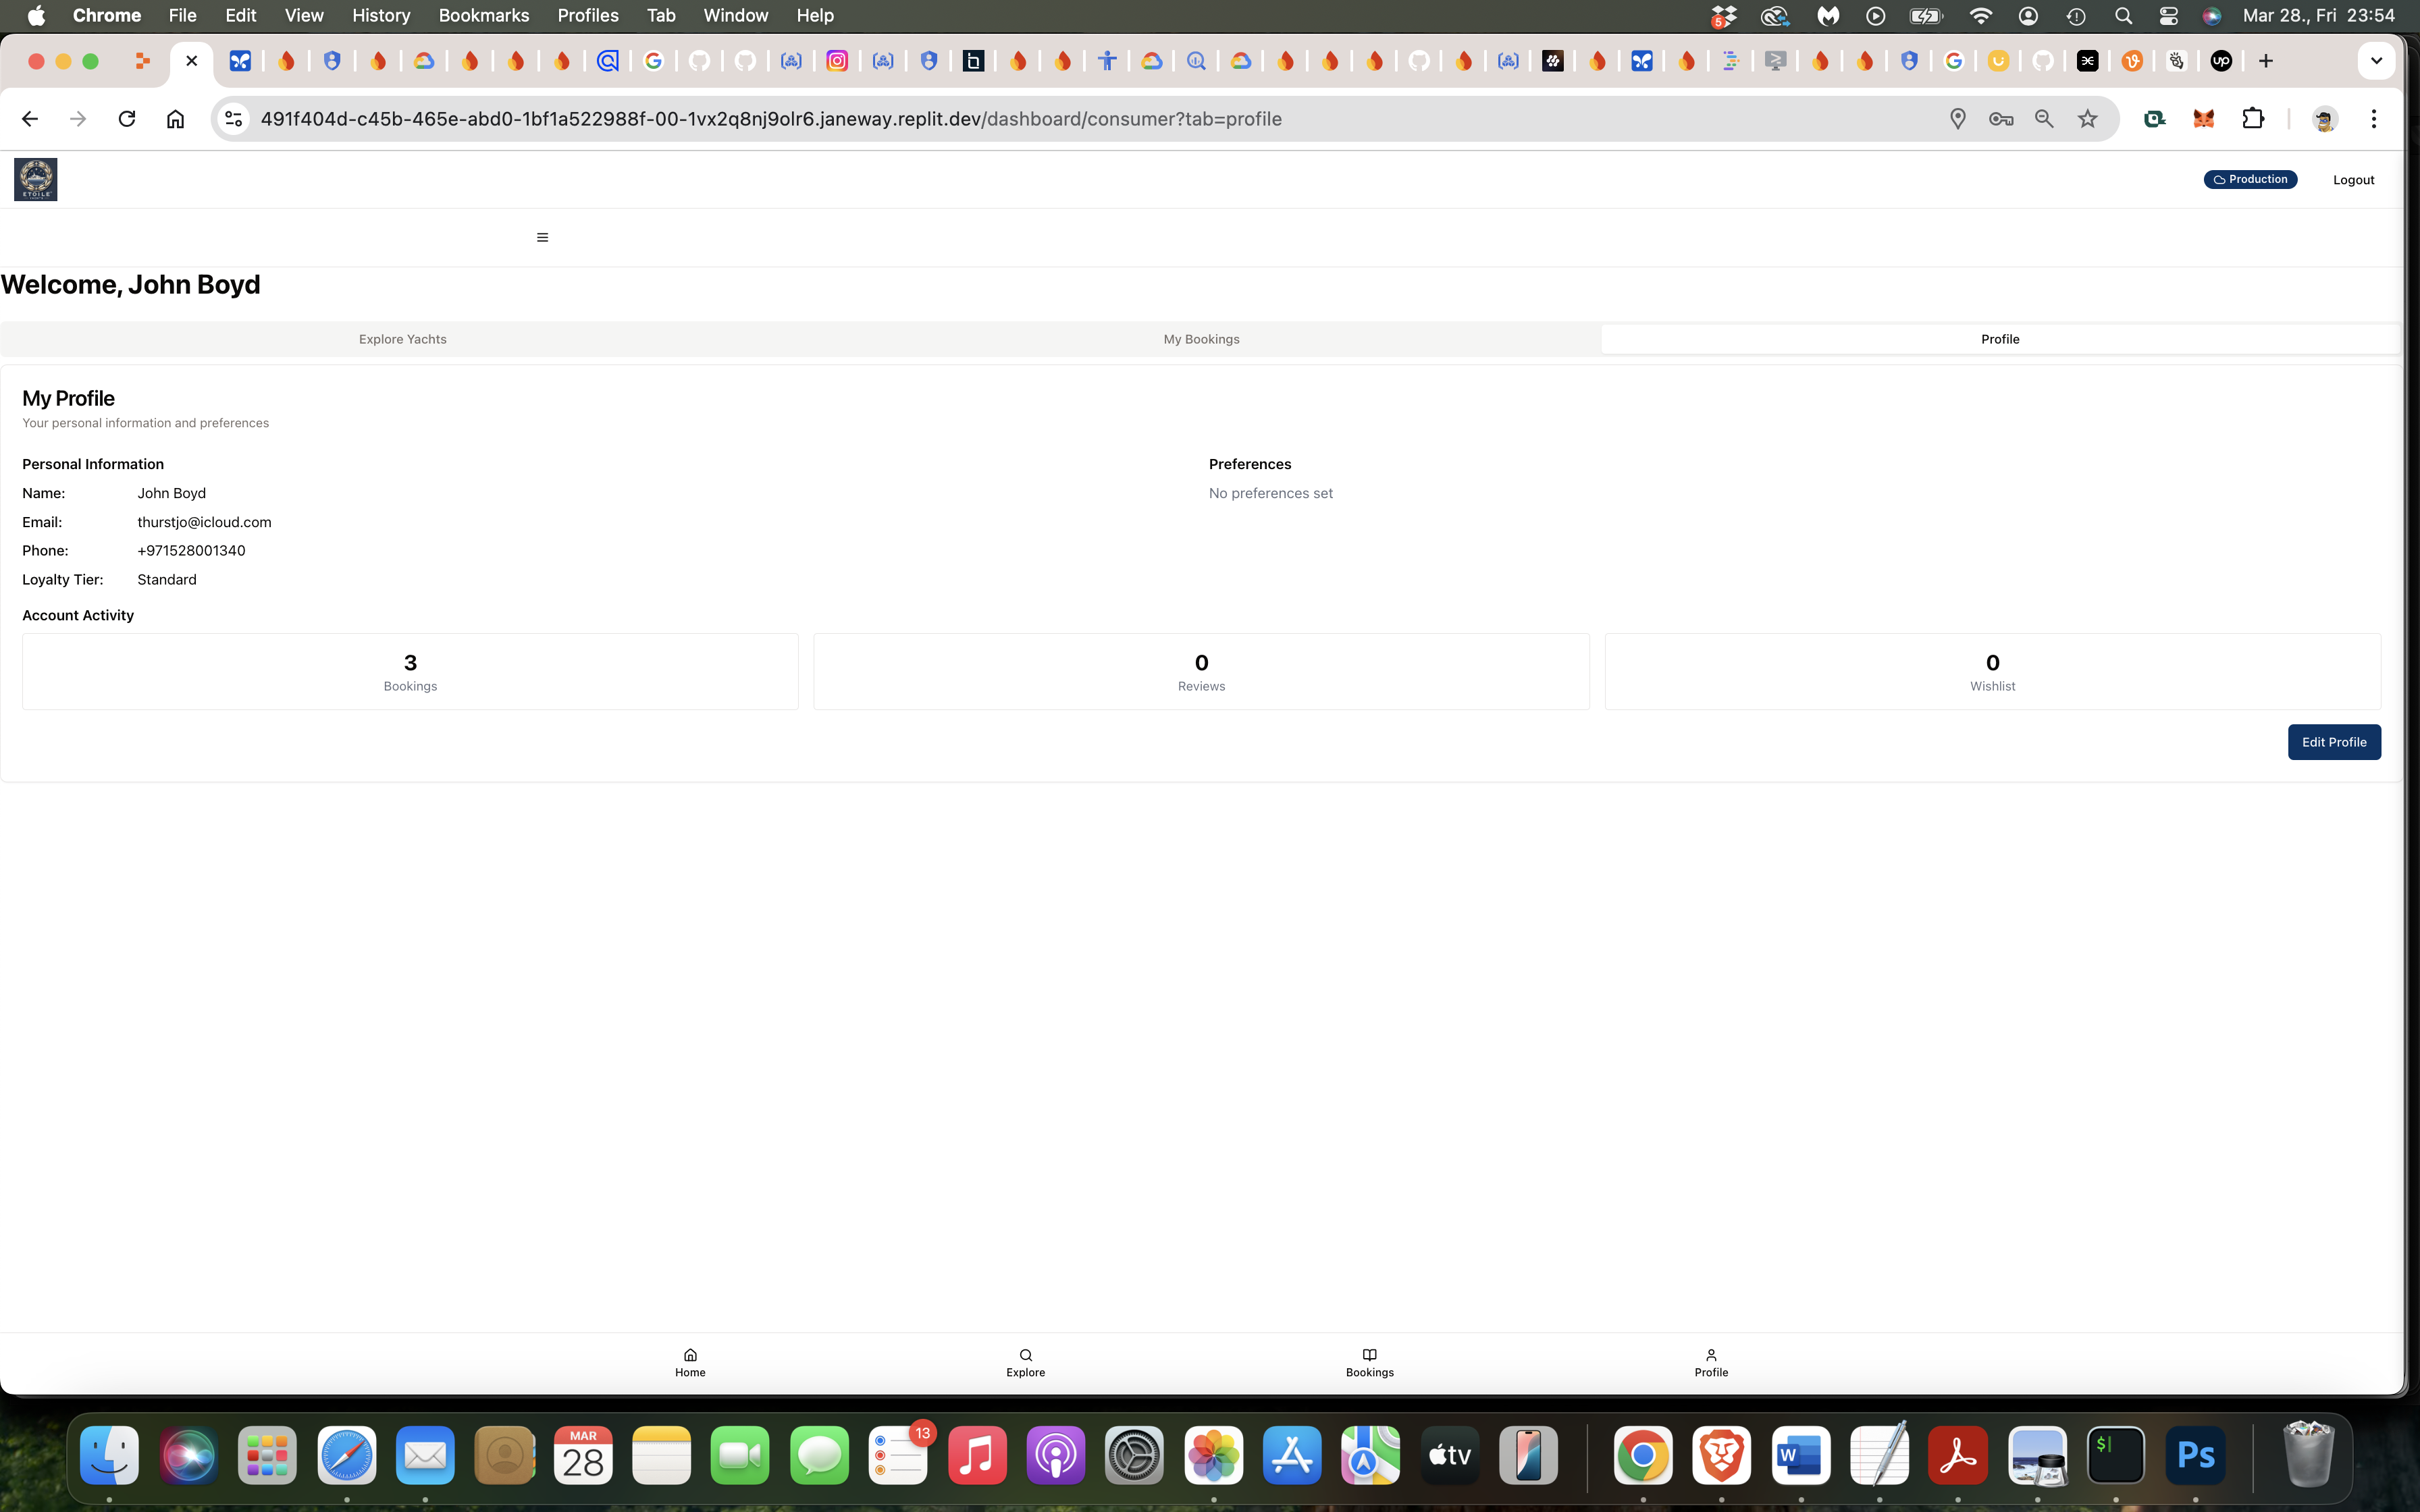 Chrome File Edit View History Bookmarks Profiles Tab Window Help 5 Mar 28., Fri 23:54
491f404d-c45b-465e-abd0-1bf1a522988f-00-1vx2q8nj9olr6.janeway.replit.dev/dashboard/consumer?tab=profile
ETOILE
Production Logout
Welcome, John Boyd
Explore Yachts My Bookings Profile
My Profile
Your personal information and preferences
Personal Information Preferences
Name: John Boyd No preferences set
Email: thurstjo@icloud.com
Phone: +971528001340
Loyalty Tier: Standard
Account Activity
3 0 0
Bookings Reviews Wishlist
Edit Profile
Home Explore Bookings Profile
MAR
28
13
tv
W
$
Ps